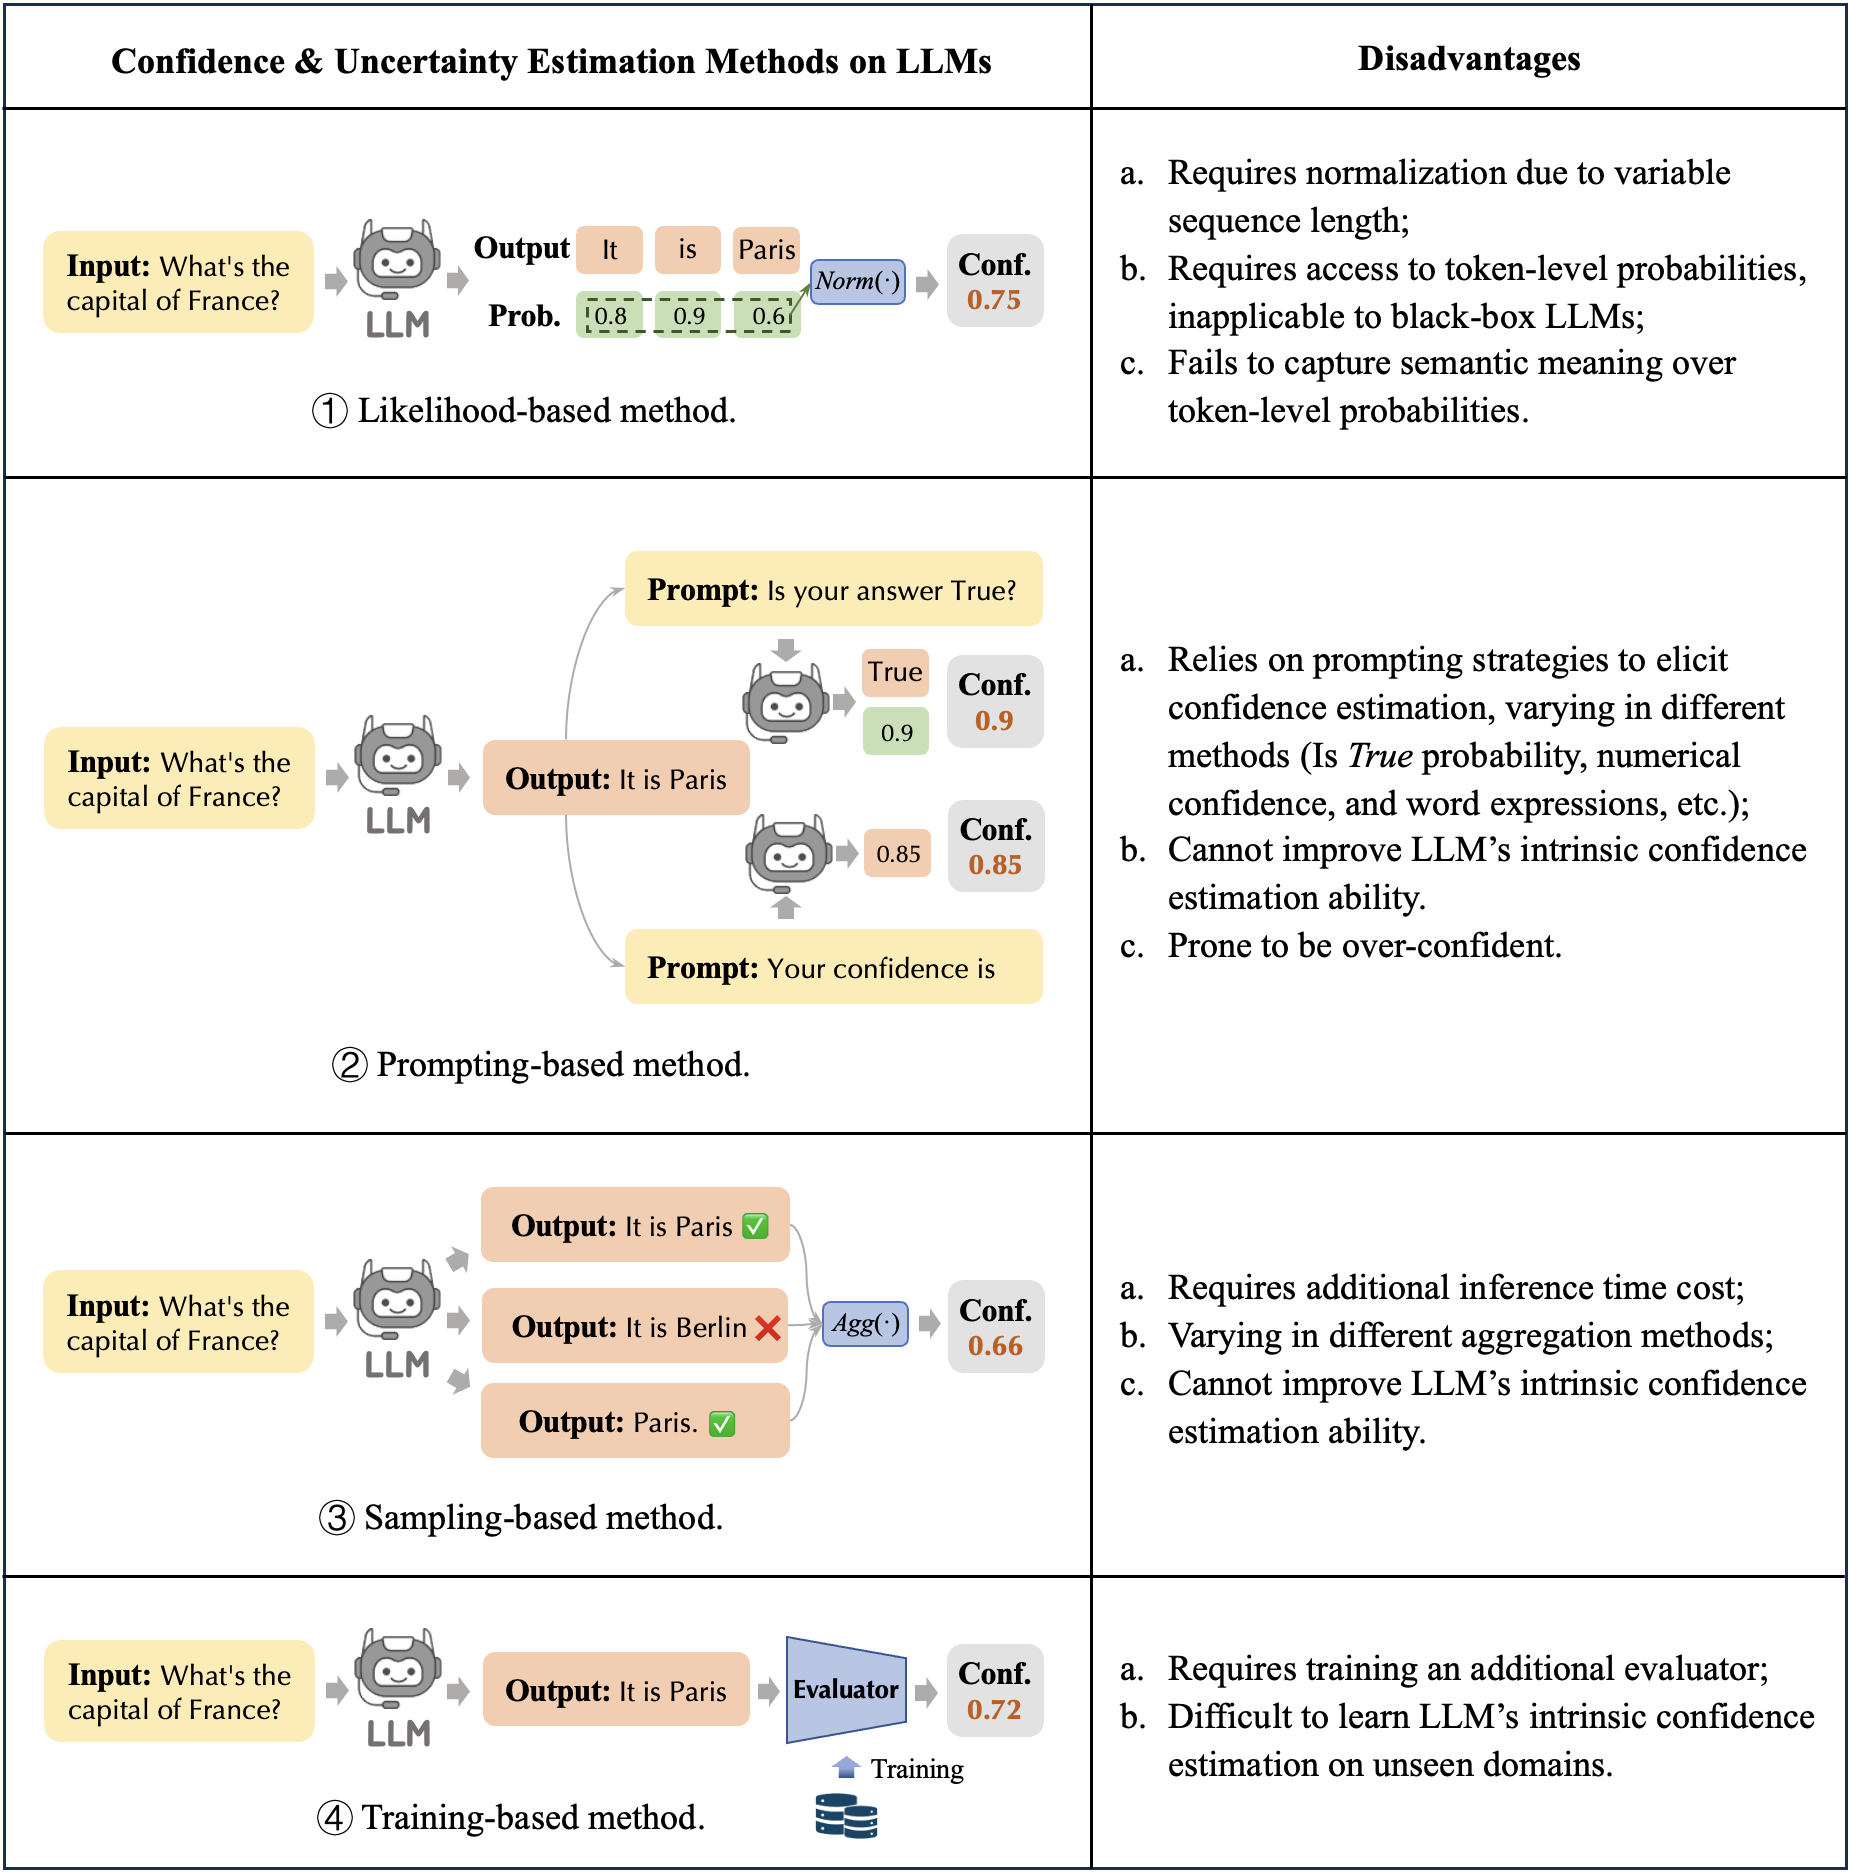 Confidence & Uncertainty Estimation Methods on LLMs
Disadvantages
Input: What's the
capital of France?
LLM
Output It is Paris
Prob. 0.8 0.9 0.6
Norm(·)
Conf.
0.75
① Likelihood-based method.
a. Requires normalization due to variable
sequence length;
b. Requires access to token-level probabilities,
inapplicable to black-box LLMs;
c. Fails to capture semantic meaning over
token-level probabilities.
Input: What's the
capital of France?
LLM
Output: It is Paris
Prompt: Is your answer True?
True
0.9
Conf.
0.9
0.85
Conf.
0.85
Prompt: Your confidence is
② Prompting-based method.
a. Relies on prompting strategies to elicit
confidence estimation, varying in different
methods (Is True probability, numerical
confidence, and word expressions, etc.);
b. Cannot improve LLM’s intrinsic confidence
estimation ability.
c. Prone to be over-confident.
Input: What's the
capital of France?
LLM
Output: It is Paris ✅
Output: It is Berlin ❌
Output: Paris. ✅
Agg(·)
Conf.
0.66
③ Sampling-based method.
a. Requires additional inference time cost;
b. Varying in different aggregation methods;
c. Cannot improve LLM’s intrinsic confidence
estimation ability.
Input: What's the
capital of France?
LLM
Output: It is Paris
Evaluator
Conf.
0.72
Training
④ Training-based method.
a. Requires training an additional evaluator;
b. Difficult to learn LLM’s intrinsic confidence
estimation on unseen domains.